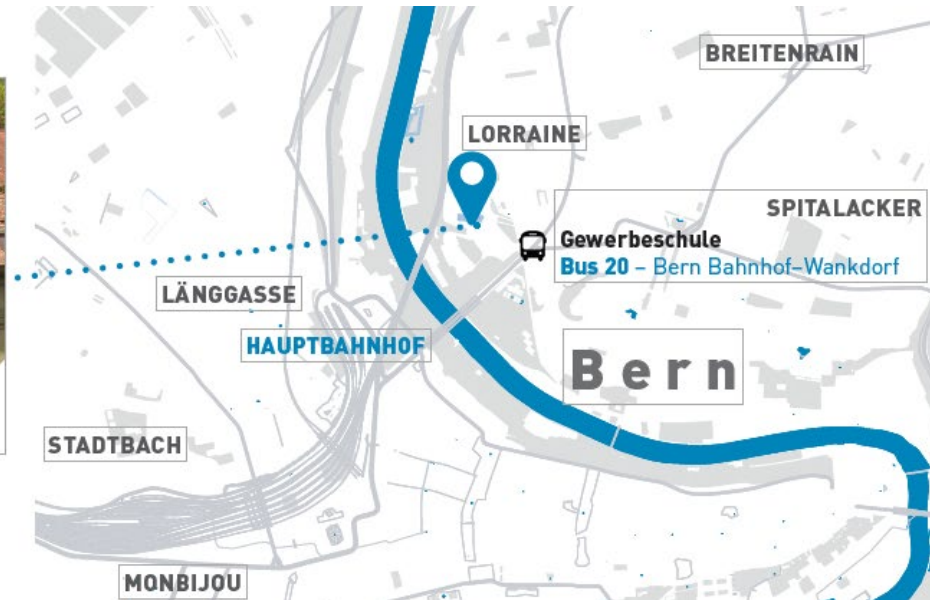 BREITENRAIN
LORRAINE
SPITALACKER
Gewerbeschule
Bus 20 – Bern Bahnhof–Wankdorf
LÄNGGASSE
HAUPTBAHNHOF
Bern
STADTBACH
MONBIJOU